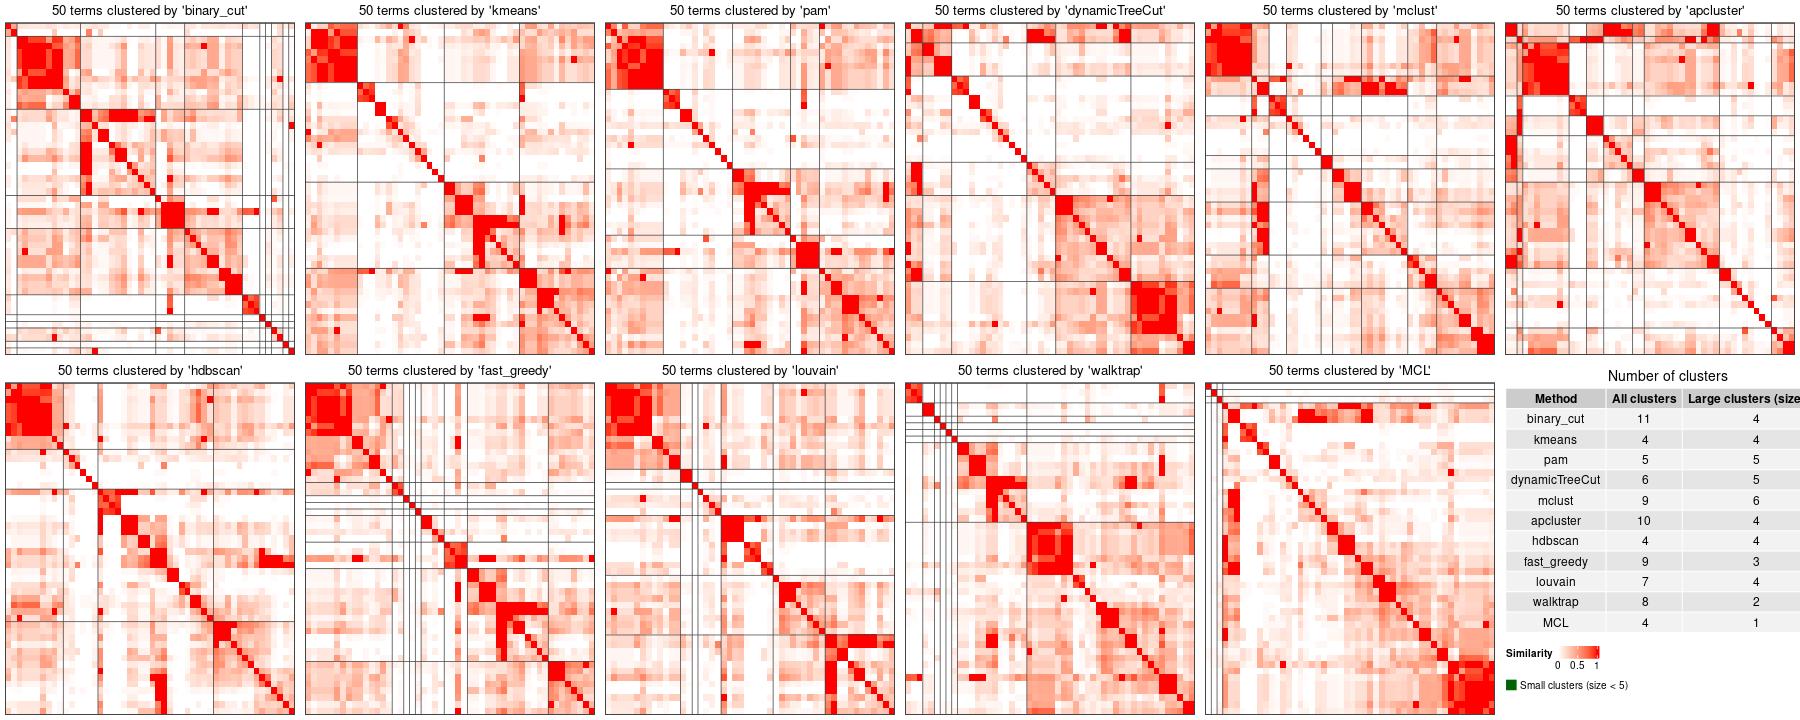 50 terms clustered by 'binary_cut'
50 terms clustered by 'kmeans'
50 terms clustered by 'pam'
50 terms clustered by 'dynamicTreeCut'
50 terms clustered by 'mclust'
50 terms clustered by 'apcluster'
50 terms clustered by 'hdbscan'
50 terms clustered by 'fast_greedy'
50 terms clustered by 'louvain'
50 terms clustered by 'walktrap'
50 terms clustered by 'MCL'
Number of clusters
Method All clusters Large clusters (size
binary_cut 11 4
kmeans 4 4
pam 5 5
dynamicTreeCut 6 5
mclust 9 6
apcluster 10 4
hdbscan 4 4
fast_greedy 9 3
louvain 7 4
walktrap 8 2
MCL 4 1
Similarity
0 0.5 1
Small clusters (size < 5)